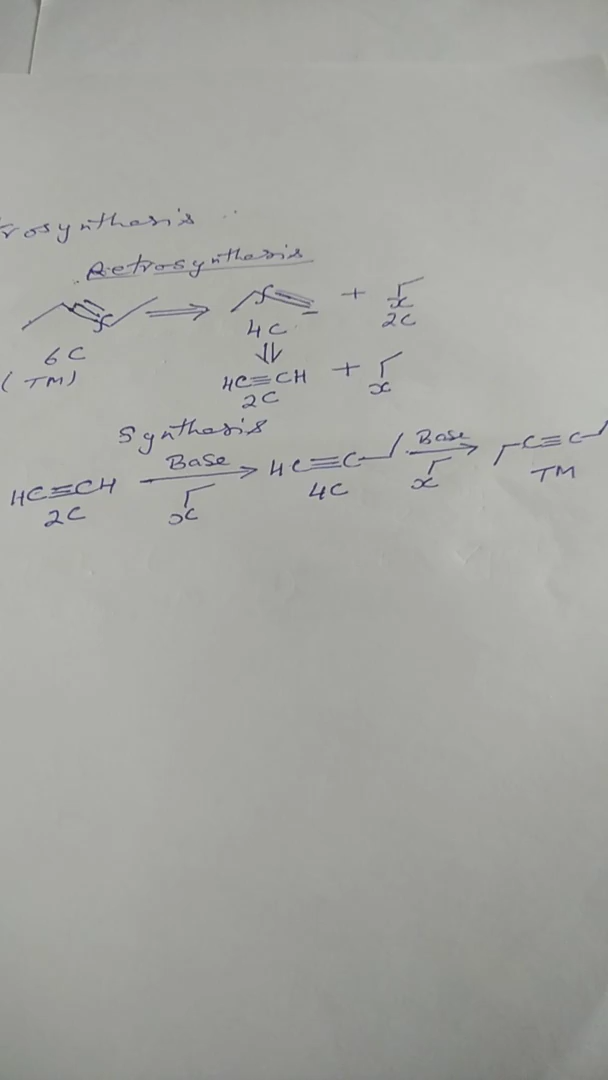 rosynthesis
Retrosynthesis
+
x
6C 4C 2C
(TM)
HC≡CH + x
2C
Synthesis
HC≡CH Base x HC≡C Base x C≡C
2C 4C TM